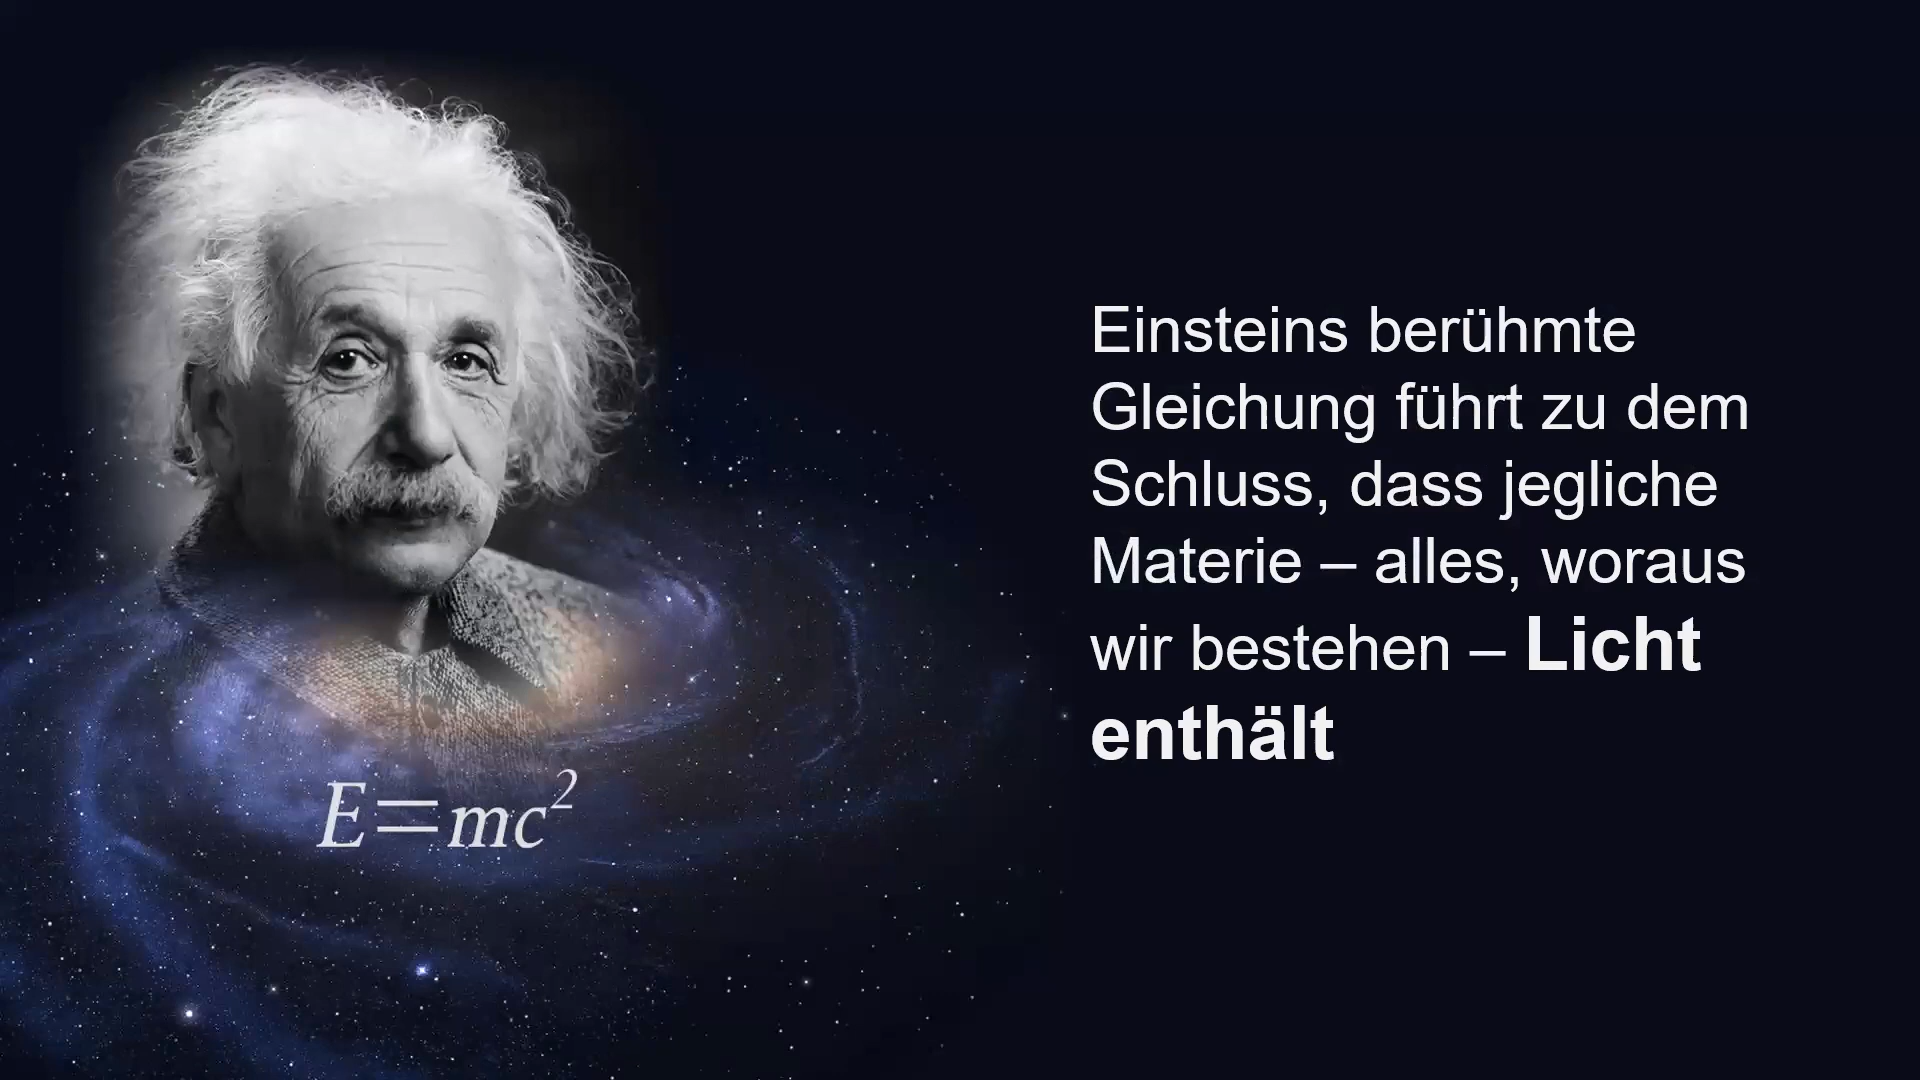 Einsteins berühmte
Gleichung führt zu dem
Schluss, dass jegliche
Materie – alles, woraus
wir bestehen – Licht
enthält
E=mc²